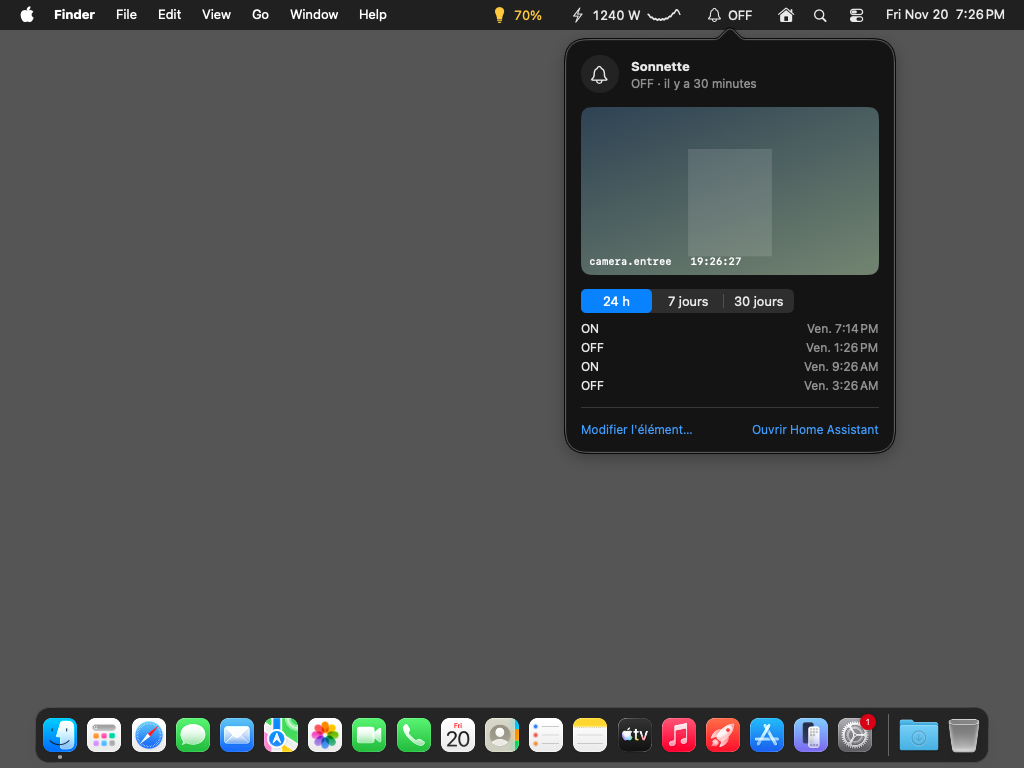 Finder File Edit View Go Window Help 70% 1240 W OFF Fri Nov 20 7:26 PM
Sonnette
OFF · il y a 30 minutes
camera.entree 19:26:27
24 h 7 jours 30 jours
ON Ven. 7:14 PM
OFF Ven. 1:26 PM
ON Ven. 9:26 AM
OFF Ven. 3:26 AM
Modifier l'élément... Ouvrir Home Assistant
Fri
20
tv
1